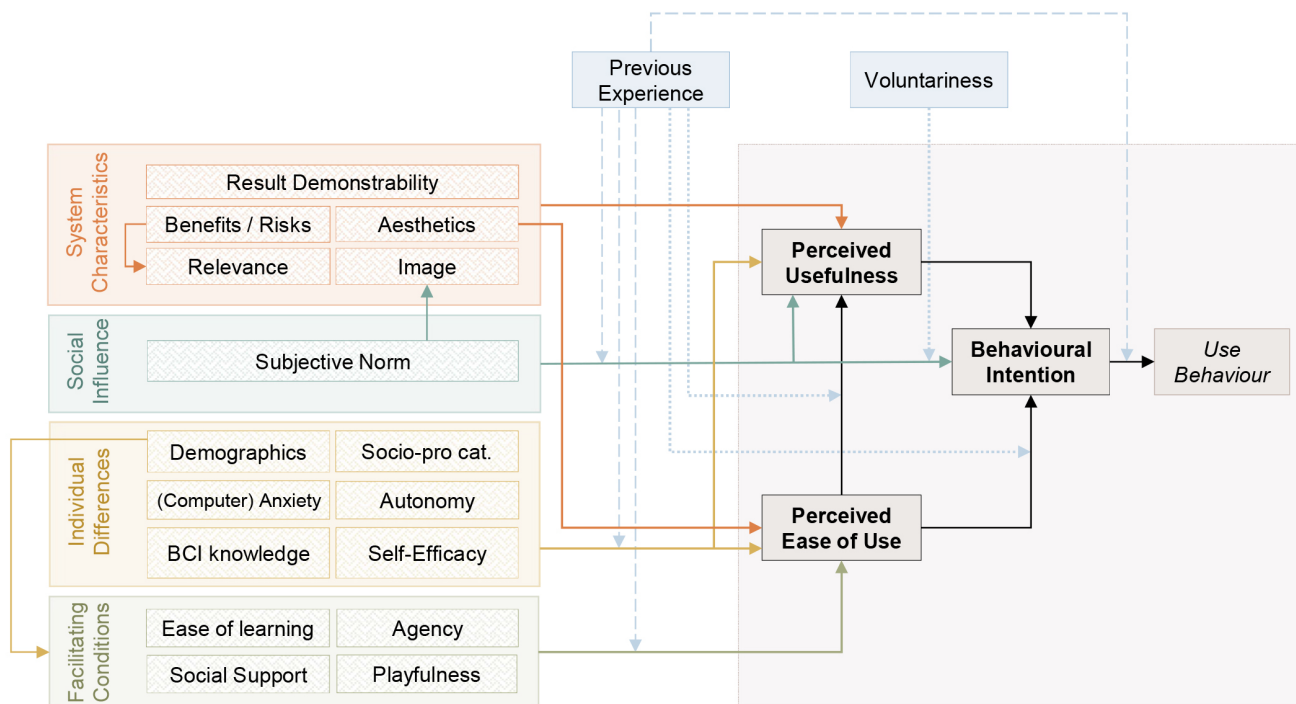 Previous
Experience
Voluntariness
System
Characteristics
Result Demonstrability
Benefits / Risks
Aesthetics
Relevance
Image
Perceived
Usefulness
Social
Influence
Subjective Norm
Behavioural
Intention
Use
Behaviour
Individual
Differences
Demographics
Socio-pro cat.
(Computer) Anxiety
Autonomy
BCI knowledge
Self-Efficacy
Perceived
Ease of Use
Facilitating
Conditions
Ease of learning
Agency
Social Support
Playfulness